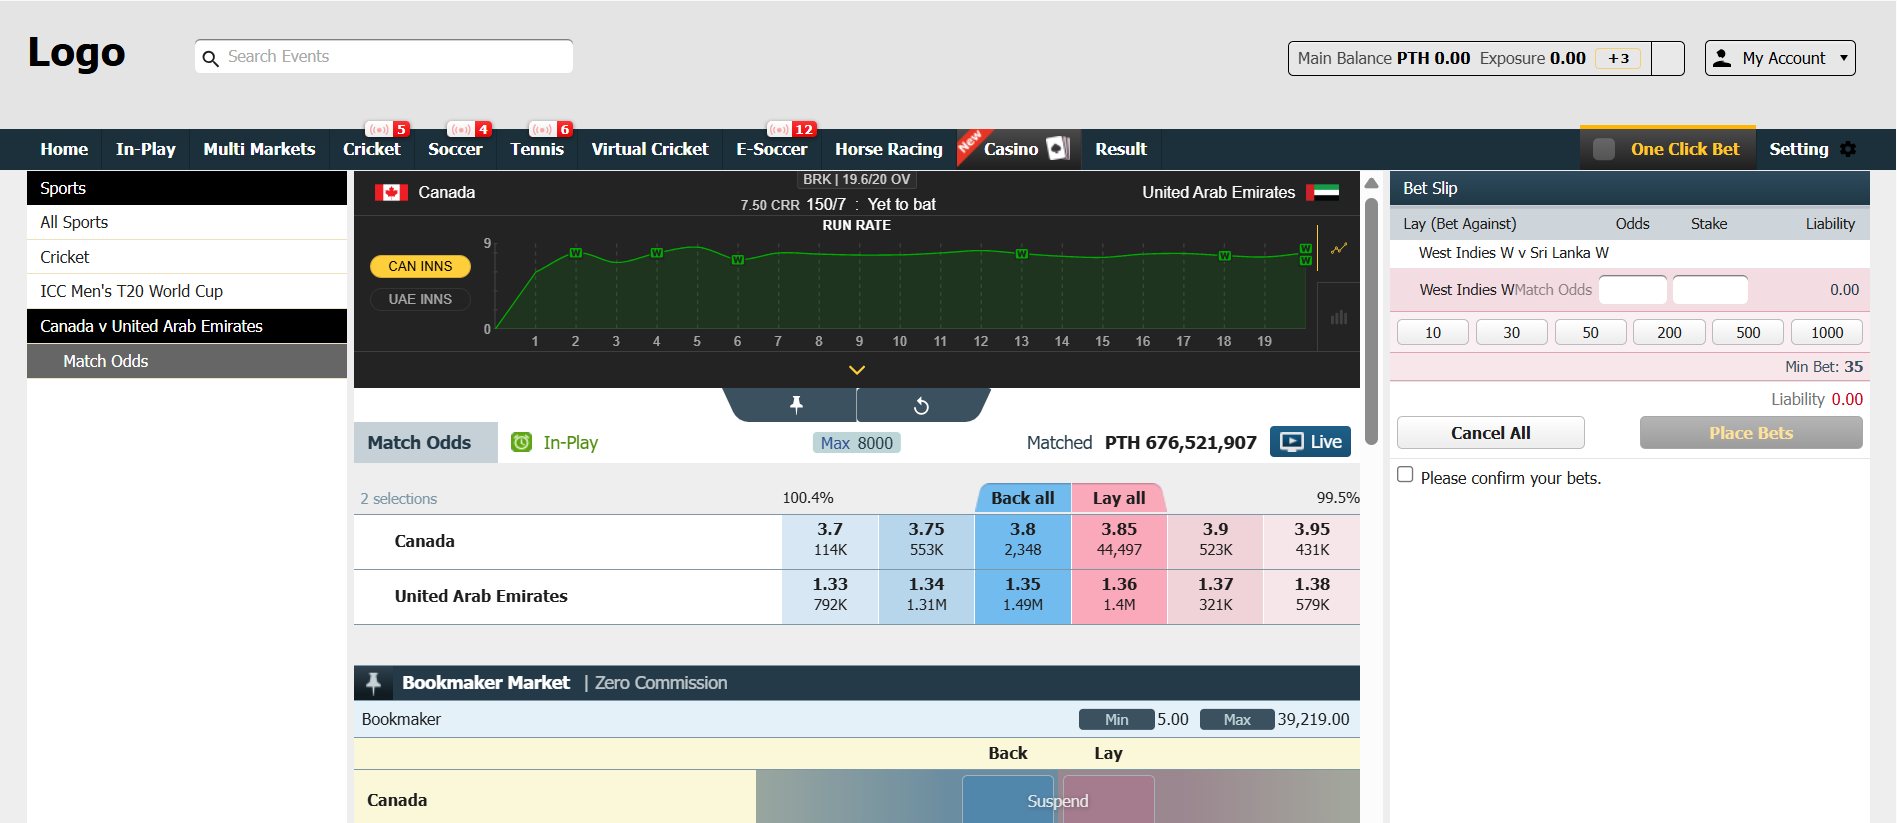 Logo
Search Events
Main Balance PTH 0.00 Exposure 0.00 +3
My Account
5 4 6 12
Home In-Play Multi Markets Cricket Soccer Tennis Virtual Cricket E-Soccer Horse Racing New Casino Result One Click Bet Setting
Sports
All Sports
Cricket
ICC Men's T20 World Cup
Canada v United Arab Emirates
Match Odds
BRK | 19.6/20 OV
Canada
United Arab Emirates
7.50 CRR 150/7 : Yet to bat
RUN RATE
CAN INNS
UAE INNS
9
0
W W W W W W W
1 2 3 4 5 6 7 8 9 10 11 12 13 14 15 16 17 18 19
Match Odds In-Play Max 8000 Matched PTH 676,521,907 Live
2 selections 100.4% Back all Lay all 99.5%
Canada
3.7 3.75 3.8 3.85 3.9 3.95
114K 553K 2,348 44,497 523K 431K
United Arab Emirates
1.33 1.34 1.35 1.36 1.37 1.38
792K 1.31M 1.49M 1.4M 321K 579K
Bookmaker Market | Zero Commission
Bookmaker Min 5.00 Max 39,219.00
Back Lay
Canada Suspend
Bet Slip
Lay (Bet Against) Odds Stake Liability
West Indies W v Sri Lanka W
West Indies W Match Odds 0.00
10 30 50 200 500 1000
Min Bet: 35
Liability 0.00
Cancel All Place Bets
Please confirm your bets.